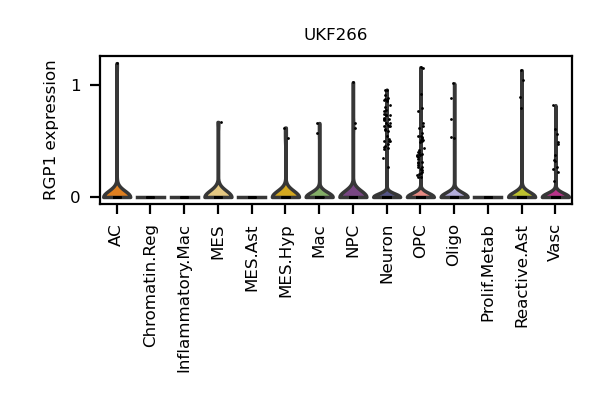 UKF266
RGP1 expression
1
0
AC
Chromatin.Reg
Inflammatory.Mac
MES
MES.Ast
MES.Hyp
Mac
NPC
Neuron
OPC
Oligo
Prolif.Metab
Reactive.Ast
Vasc